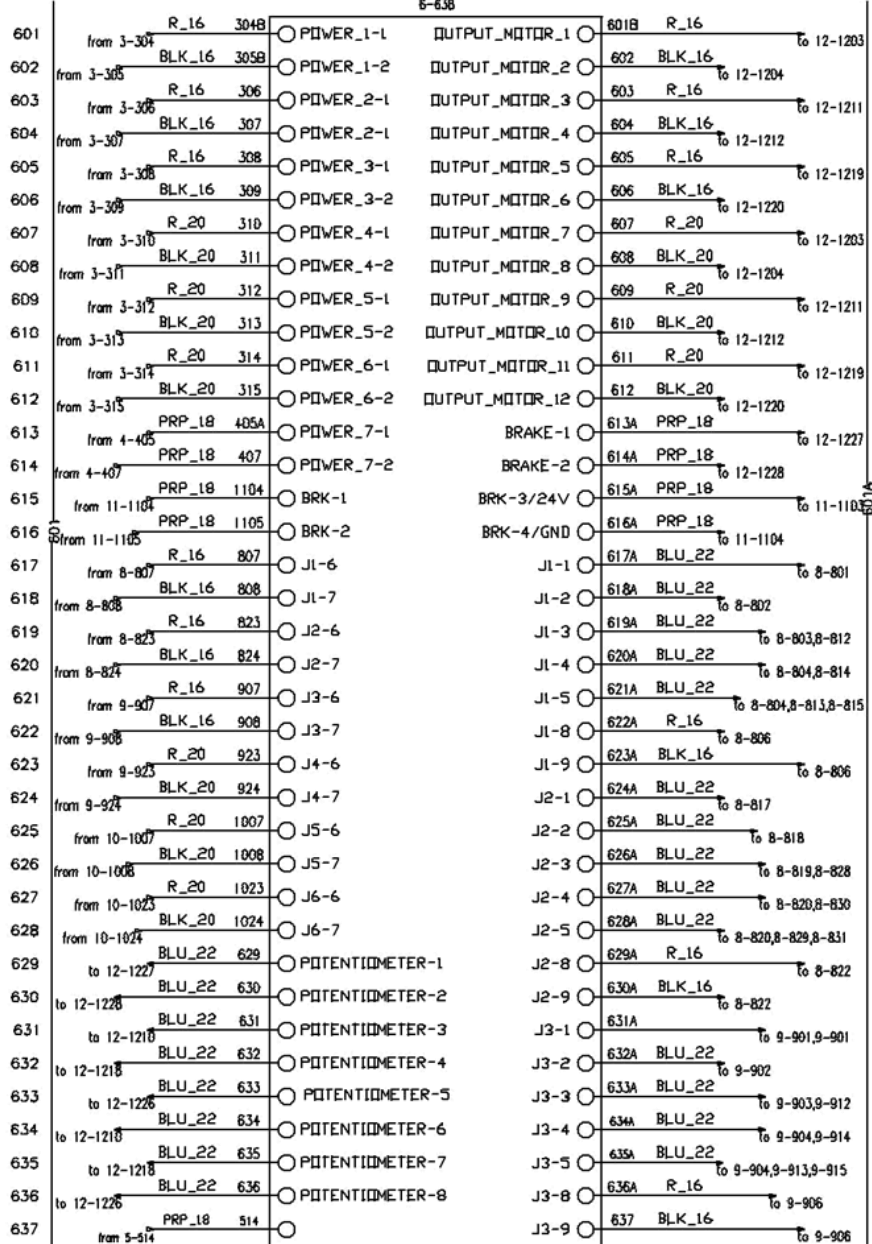 6-638
601 from 3-304 R_16 304B POWER_1-1 OUTPUT_MOTOR_1 601B R_16 to 12-1203
602 from 3-305 BLK_16 305B POWER_1-2 OUTPUT_MOTOR_2 602 BLK_16 to 12-1204
603 from 3-306 R_16 306 POWER_2-1 OUTPUT_MOTOR_3 603 R_16 to 12-1211
604 from 3-307 BLK_16 307 POWER_2-1 OUTPUT_MOTOR_4 604 BLK_16 to 12-1212
605 from 3-308 R_16 308 POWER_3-1 OUTPUT_MOTOR_5 605 R_16 to 12-1219
606 from 3-309 BLK_16 309 POWER_3-2 OUTPUT_MOTOR_6 606 BLK_16 to 12-1220
607 from 3-310 R_20 310 POWER_4-1 OUTPUT_MOTOR_7 607 R_20 to 12-1203
608 from 3-311 BLK_20 311 POWER_4-2 OUTPUT_MOTOR_8 608 BLK_20 to 12-1204
609 from 3-312 R_20 312 POWER_5-1 OUTPUT_MOTOR_9 609 R_20 to 12-1211
610 from 3-313 BLK_20 313 POWER_5-2 OUTPUT_MOTOR_10 610 BLK_20 to 12-1212
611 from 3-314 R_20 314 POWER_6-1 OUTPUT_MOTOR_11 611 R_20 to 12-1219
612 from 3-315 BLK_20 315 POWER_6-2 OUTPUT_MOTOR_12 612 BLK_20 to 12-1220
613 from 4-405 PRP_18 405A POWER_7-1 BRAKE-1 613A PRP_18 to 12-1227
614 from 4-407 PRP_18 407 POWER_7-2 BRAKE-2 614A PRP_18 to 12-1228
615 from 11-1104 PRP_18 1104 BRK-1 BRK-3/24V 615A PRP_18 to 11-1103
601 601A
616 from 11-1105 PRP_18 1105 BRK-2 BRK-4/GND 616A PRP_18 to 11-1104
617 from 8-807 R_16 807 J1-6 J1-1 617A BLU_22 to 8-801
618 from 8-808 BLK_16 808 J1-7 J1-2 618A BLU_22 to 8-802
619 from 8-823 R_16 823 J2-6 J1-3 619A BLU_22 to 8-803,8-812
620 from 8-824 BLK_16 824 J2-7 J1-4 620A BLU_22 to 8-804,8-814
621 from 9-907 R_16 907 J3-6 J1-5 621A BLU_22 to 8-804,8-813,8-815
622 from 9-908 BLK_16 908 J3-7 J1-8 622A R_16 to 8-806
623 from 9-923 R_20 923 J4-6 J1-9 623A BLK_16 to 8-806
624 from 9-924 BLK_20 924 J4-7 J2-1 624A BLU_22 to 8-817
625 from 10-1007 R_20 1007 J5-6 J2-2 625A BLU_22 to 8-818
626 from 10-1008 BLK_20 1008 J5-7 J2-3 626A BLU_22 to 8-819,8-828
627 from 10-1023 R_20 1023 J6-6 J2-4 627A BLU_22 to 8-820,8-830
628 from 10-1024 BLK_20 1024 J6-7 J2-5 628A BLU_22 to 8-820,8-829,8-831
629 to 12-1227 BLU_22 629 POTENTIOMETER-1 J2-8 629A R_16 to 8-822
630 to 12-1228 BLU_22 630 POTENTIOMETER-2 J2-9 630A BLK_16 to 8-822
631 to 12-1210 BLU_22 631 POTENTIOMETER-3 J3-1 631A to 9-901,9-901
632 to 12-1218 BLU_22 632 POTENTIOMETER-4 J3-2 632A BLU_22 to 9-902
633 to 12-1226 BLU_22 633 POTENTIOMETER-5 J3-3 633A BLU_22 to 9-903,9-912
634 to 12-1210 BLU_22 634 POTENTIOMETER-6 J3-4 634A BLU_22 to 9-904,9-914
635 to 12-1218 BLU_22 635 POTENTIOMETER-7 J3-5 635A BLU_22 to 9-904,9-913,9-915
636 to 12-1226 BLU_22 636 POTENTIOMETER-8 J3-8 636A R_16 to 9-906
637 from 5-514 PRP_18 514 J3-9 637 BLK_16 to 9-906